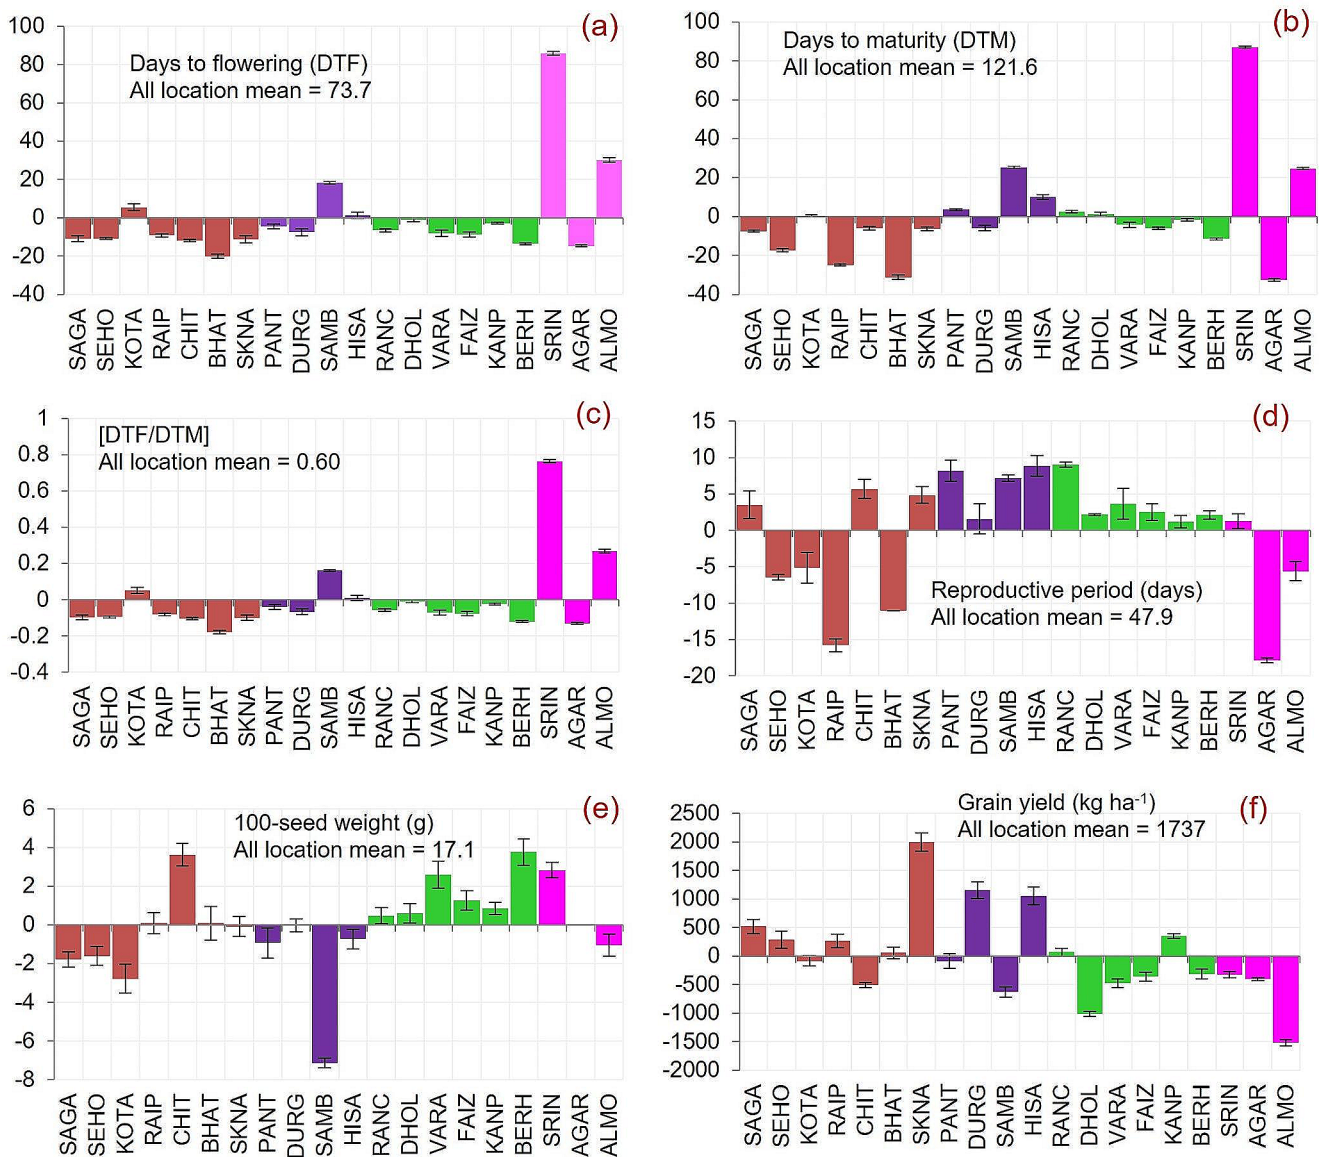 (a)
Days to flowering (DTF)
All location mean = 73.7
100
80
60
40
20
0
-20
-40
SAGA SEHO KOTA RAIP CHIT BHAT SKNA PANT DURG SAMB HISA RANC DHOL VARA FAIZ KANP BERH SRIN AGAR ALMO
(b)
Days to maturity (DTM)
All location mean = 121.6
100
80
60
40
20
0
-20
-40
SAGA SEHO KOTA RAIP CHIT BHAT SKNA PANT DURG SAMB HISA RANC DHOL VARA FAIZ KANP BERH SRIN AGAR ALMO
(c)
[DTF/DTM]
All location mean = 0.60
1
0.8
0.6
0.4
0.2
0
-0.2
-0.4
SAGA SEHO KOTA RAIP CHIT BHAT SKNA PANT DURG SAMB HISA RANC DHOL VARA FAIZ KANP BERH SRIN AGAR ALMO
(d)
15
10
5
0
-5
-10
-15
-20
Reproductive period (days)
All location mean = 47.9
SAGA SEHO KOTA RAIP CHIT BHAT SKNA PANT DURG SAMB HISA RANC DHOL VARA FAIZ KANP BERH SRIN AGAR ALMO
(e)
100-seed weight (g)
All location mean = 17.1
6
4
2
0
-2
-4
-6
-8
SAGA SEHO KOTA RAIP CHIT BHAT SKNA PANT DURG SAMB HISA RANC DHOL VARA FAIZ KANP BERH SRIN AGAR ALMO
(f)
Grain yield (kg ha-1)
All location mean = 1737
2500
2000
1500
1000
500
0
-500
-1000
-1500
-2000
SAGA SEHO KOTA RAIP CHIT BHAT SKNA PANT DURG SAMB HISA RANC DHOL VARA FAIZ KANP BERH SRIN AGAR ALMO